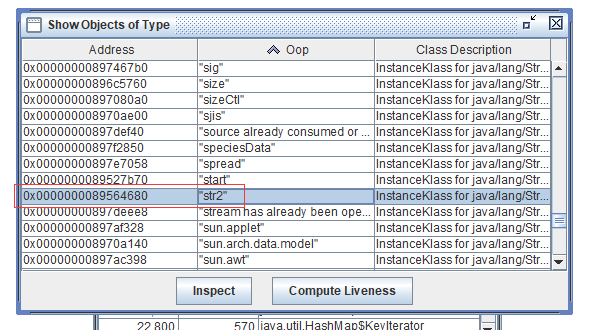 Show Objects of Type
Address Oop Class Description
0x00000000897467b0 "sig" InstanceKlass for java/lang/Str...
0x00000000896c5760 "size" InstanceKlass for java/lang/Str...
0x00000000897080a0 "sizeCtl" InstanceKlass for java/lang/Str...
0x000000008970ae00 "sjis" InstanceKlass for java/lang/Str...
0x00000000897def40 "source already consumed or ... InstanceKlass for java/lang/Str...
0x00000000897f2850 "speciesData" InstanceKlass for java/lang/Str...
0x00000000897e7058 "spread" InstanceKlass for java/lang/Str...
0x0000000089527b70 "start" InstanceKlass for java/lang/Str...
0x0000000089564680 "str2" InstanceKlass for java/lang/Str...
0x00000000897deee8 "stream has already been ope... InstanceKlass for java/lang/Str...
0x00000000897af328 "sun.applet" InstanceKlass for java/lang/Str...
0x000000008970a140 "sun.arch.data.model" InstanceKlass for java/lang/Str...
0x00000000897ac398 "sun.awt" InstanceKlass for java/lang/Str...
Inspect Compute Liveness
22,800 570 java.util.HashMap$KeyIterator